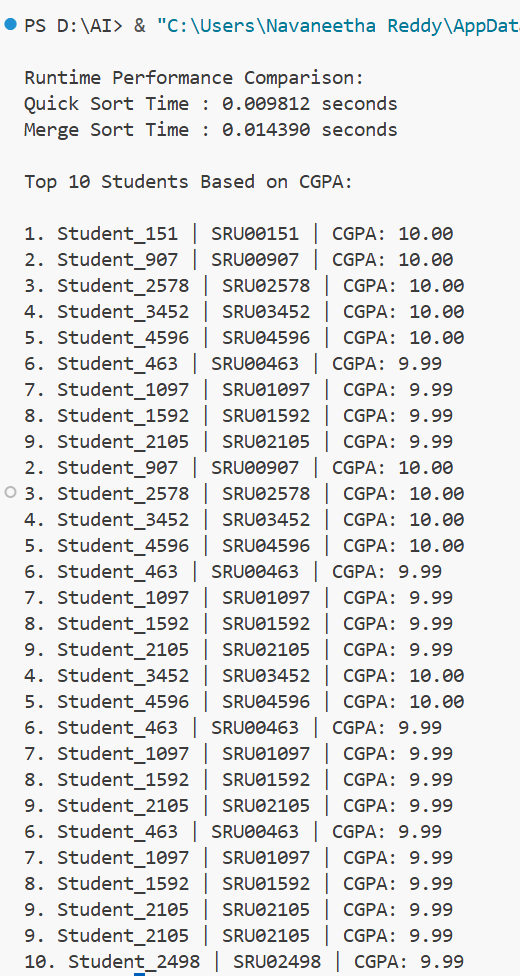 PS D:\AI> & "C:\Users\Navaneetha Reddy\AppDat
Runtime Performance Comparison:
Quick Sort Time : 0.009812 seconds
Merge Sort Time : 0.014390 seconds
Top 10 Students Based on CGPA:
1. Student_151 | SRU00151 | CGPA: 10.00
2. Student_907 | SRU00907 | CGPA: 10.00
3. Student_2578 | SRU02578 | CGPA: 10.00
4. Student_3452 | SRU03452 | CGPA: 10.00
5. Student_4596 | SRU04596 | CGPA: 10.00
6. Student_463 | SRU00463 | CGPA: 9.99
7. Student_1097 | SRU01097 | CGPA: 9.99
8. Student_1592 | SRU01592 | CGPA: 9.99
9. Student_2105 | SRU02105 | CGPA: 9.99
2. Student_907 | SRU00907 | CGPA: 10.00
3. Student_2578 | SRU02578 | CGPA: 10.00
4. Student_3452 | SRU03452 | CGPA: 10.00
5. Student_4596 | SRU04596 | CGPA: 10.00
6. Student_463 | SRU00463 | CGPA: 9.99
7. Student_1097 | SRU01097 | CGPA: 9.99
8. Student_1592 | SRU01592 | CGPA: 9.99
9. Student_2105 | SRU02105 | CGPA: 9.99
4. Student_3452 | SRU03452 | CGPA: 10.00
5. Student_4596 | SRU04596 | CGPA: 10.00
6. Student_463 | SRU00463 | CGPA: 9.99
7. Student_1097 | SRU01097 | CGPA: 9.99
8. Student_1592 | SRU01592 | CGPA: 9.99
9. Student_2105 | SRU02105 | CGPA: 9.99
6. Student_463 | SRU00463 | CGPA: 9.99
7. Student_1097 | SRU01097 | CGPA: 9.99
8. Student_1592 | SRU01592 | CGPA: 9.99
9. Student_2105 | SRU02105 | CGPA: 9.99
9. Student_2105 | SRU02105 | CGPA: 9.99
10. Student_2498 | SRU02498 | CGPA: 9.99